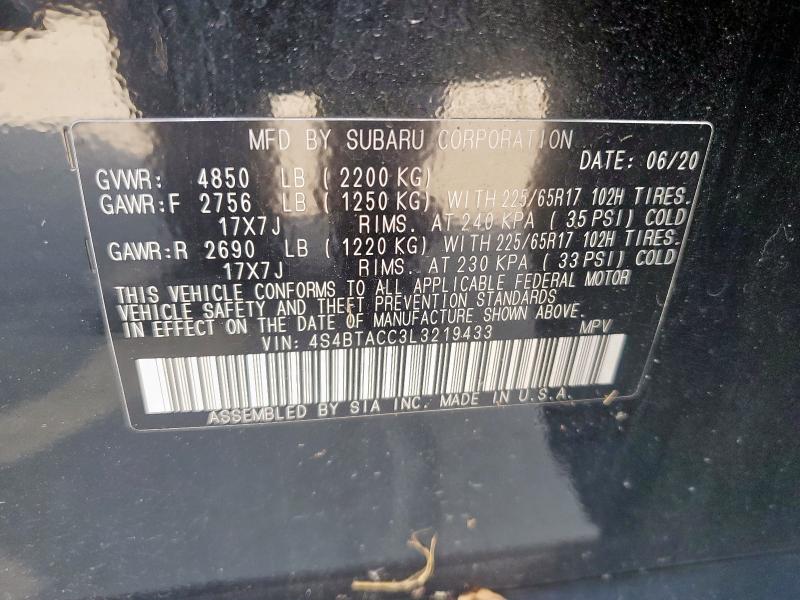 MFD BY SUBARU CORPORATION
DATE: 06/20
GVWR: 4850 LB ( 2200 KG)
GAWR:F 2756 LB ( 1250 KG) WITH 225/65R17 102H TIRES.
17X7J RIMS. AT 240 KPA ( 35 PSI) COLD
GAWR:R 2690 LB ( 1220 KG) WITH 225/65R17 102H TIRES.
17X7J RIMS. AT 230 KPA ( 33 PSI) COLD
THIS VEHICLE CONFORMS TO ALL APPLICABLE FEDERAL MOTOR
VEHICLE SAFETY AND THEFT PREVENTION STANDARDS
IN EFFECT ON THE DATE OF MANUFACTURE SHOWN ABOVE.
VIN: 4S4BTACC3L3219433 MPV
ASSEMBLED BY SIA INC. MADE IN U.S.A.